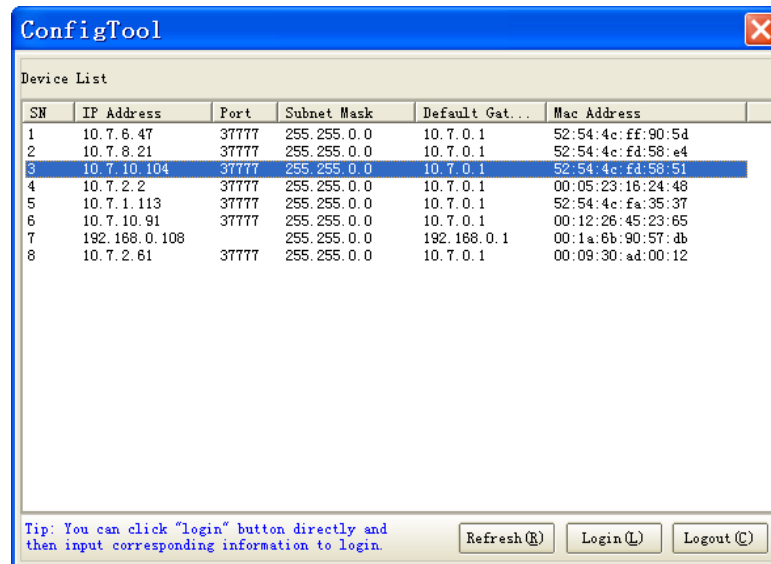 ConfigTool
Device List
SN IP Address Port Subnet Mask Default Gat... Mac Address
1 10.7.6.47 37777 255.255.0.0 10.7.0.1 52:54:4c:ff:90:5d
2 10.7.8.21 37777 255.255.0.0 10.7.0.1 52:54:4c:fd:58:e4
3 10.7.10.104 37777 255.255.0.0 10.7.0.1 52:54:4c:fd:58:51
4 10.7.2.2 37777 255.255.0.0 10.7.0.1 00:05:23:16:24:48
5 10.7.1.113 37777 255.255.0.0 10.7.0.1 52:54:4c:fa:35:37
6 10.7.10.91 37777 255.255.0.0 10.7.0.1 00:12:26:45:23:65
7 192.168.0.108 255.255.0.0 192.168.0.1 00:1a:6b:90:57:db
8 10.7.2.61 37777 255.255.0.0 10.7.0.1 00:09:30:ad:00:12
Tip: You can click "login" button directly and
then input corresponding information to login.
Refresh(R) Login(L) Logout(C)